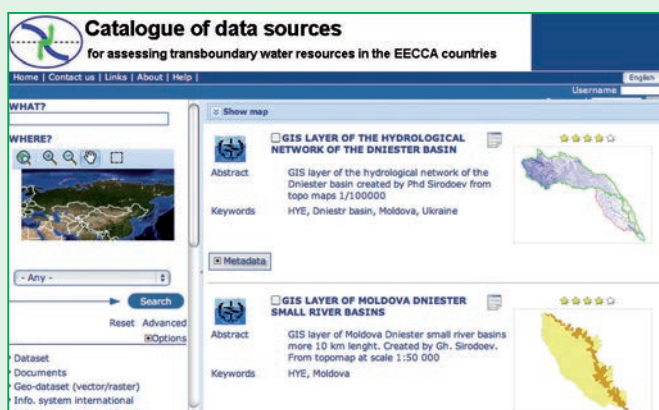 Catalogue of data sources
for assessing transboundary water resources in the EECCA countries
Home | Contact us | Links | About | Help |
English
Username
WHAT?
WHERE?
- Any -
Search
Reset Advanced
Options
Dataset
Documents
Geo-dataset (vector/raster)
Info. system international
Show map
GIS LAYER OF THE HYDROLOGICAL
NETWORK OF THE DNIESTER BASIN
Abstract GIS layer of the hydrological network of the
Dniester basin created by Phd Sirodoev from
topo maps 1/100000
Keywords HYE, Dniestr basin, Moldova, Ukraine
Metadata
GIS LAYER OF MOLDOVA DNIESTER
SMALL RIVER BASINS
Abstract GIS layer of Moldova Dniester small river basins
more 10 km lenght. Created by Gh. Sirodoev.
From topomap at scale 1:50 000
Keywords HYE, Moldova